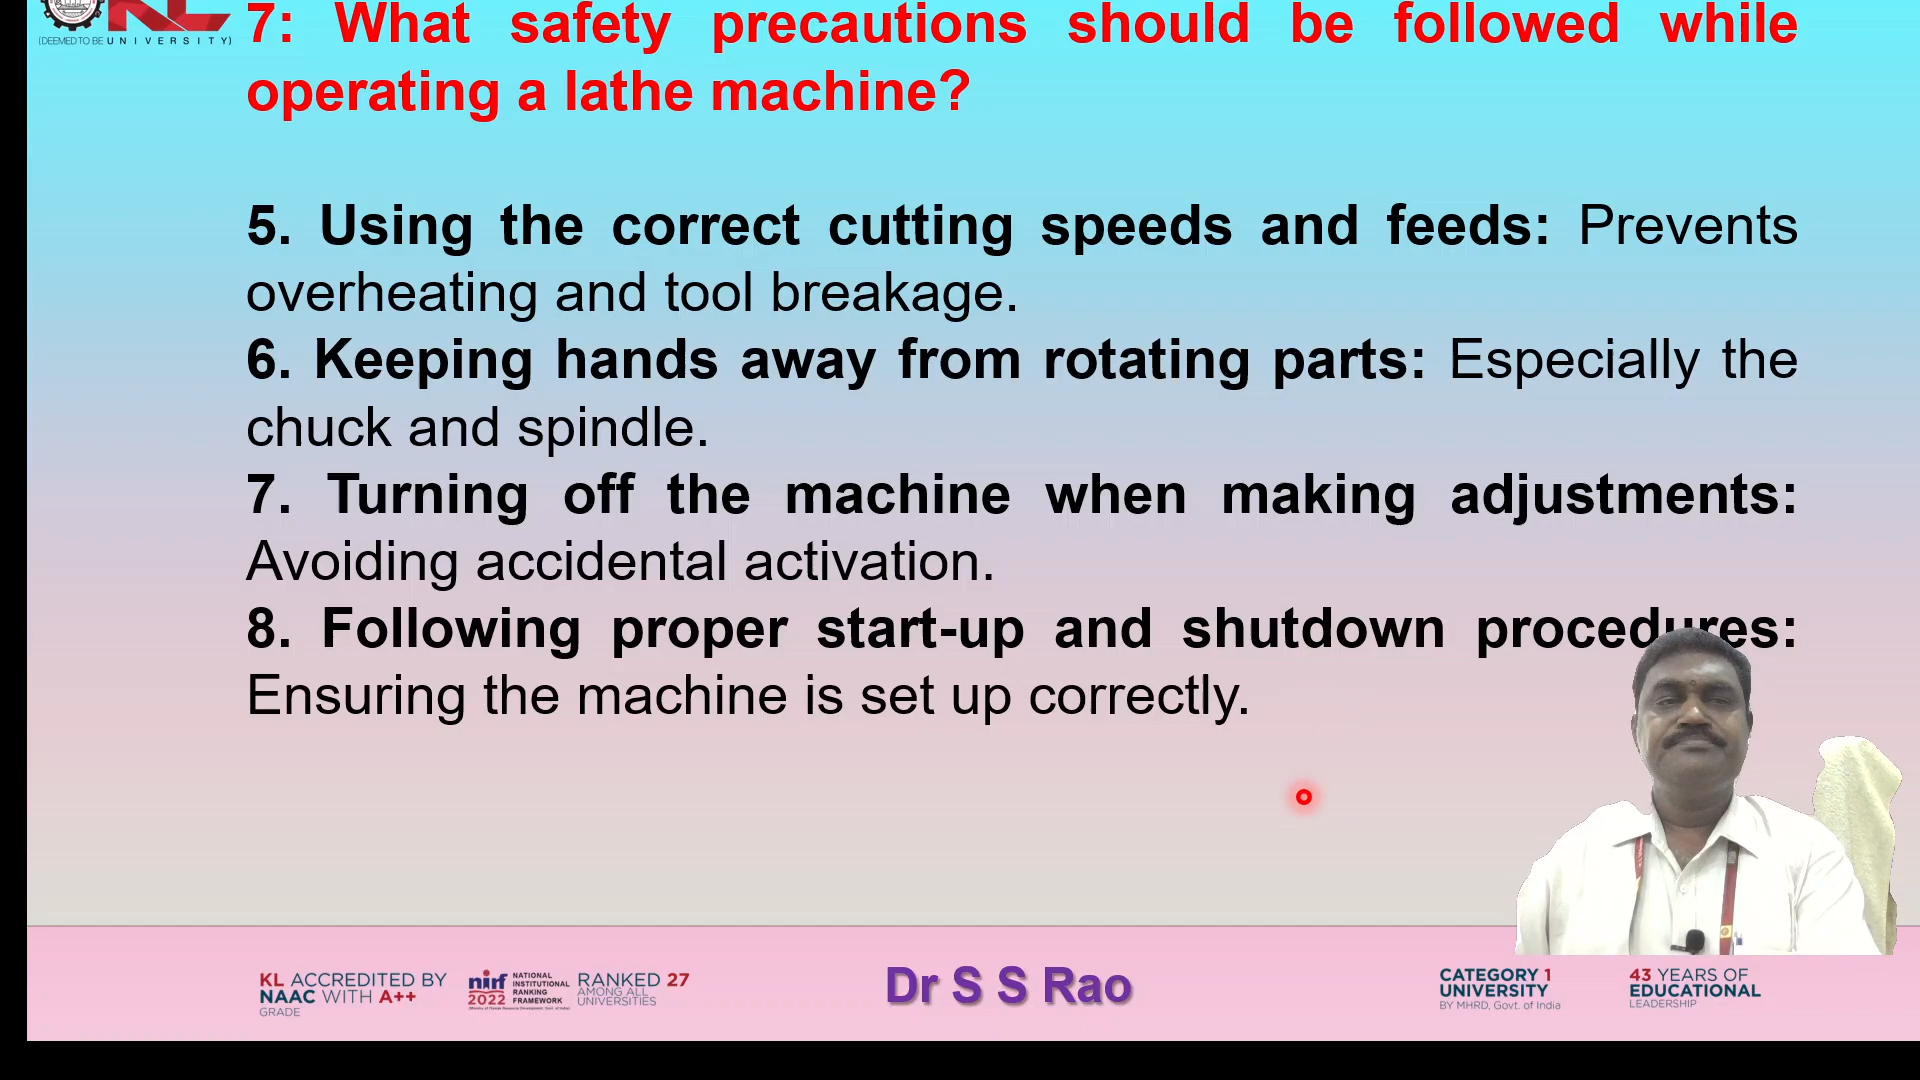 KL
(DEEMED TO BE UNIVERSITY)
7: What safety precautions should be followed while
operating a lathe machine?
5. Using the correct cutting speeds and feeds: Prevents
overheating and tool breakage.
6. Keeping hands away from rotating parts: Especially the
chuck and spindle.
7. Turning off the machine when making adjustments:
Avoiding accidental activation.
8. Following proper start-up and shutdown procedures:
Ensuring the machine is set up correctly.
KL ACCREDITED BY
NAAC WITH A++
GRADE
nirf
2022
NATIONAL
INSTITUTIONAL
RANKING
FRAMEWORK
RANKED 27
AMONG ALL
UNIVERSITIES
Dr S S Rao
CATEGORY 1
UNIVERSITY
BY MHRD, Govt. of India
43 YEARS OF
EDUCATIONAL
LEADERSHIP